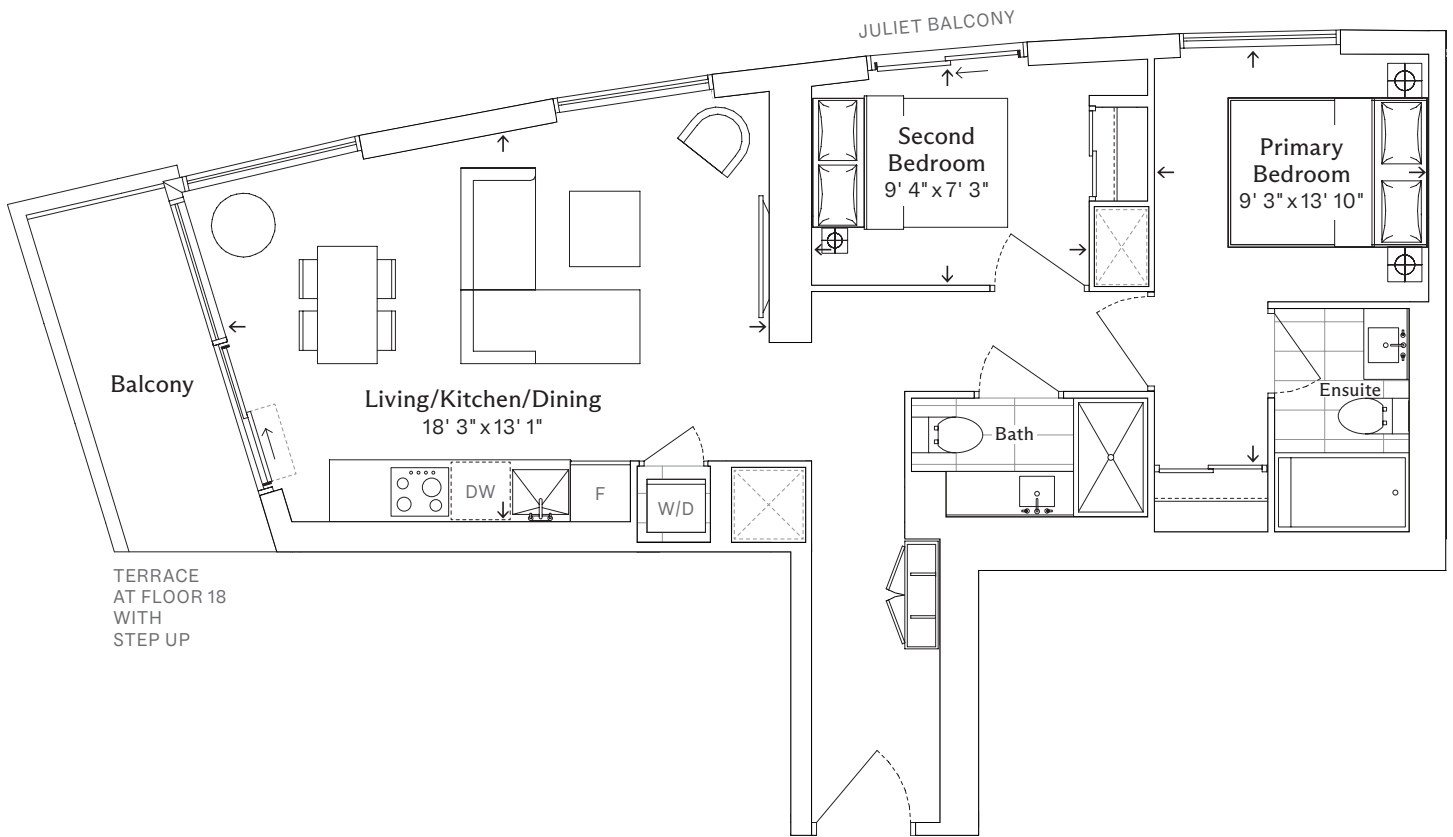 JULIET BALCONY
Second
Bedroom
9' 4" x 7' 3"
Primary
Bedroom
9' 3" x 13' 10"
Balcony
Living/Kitchen/Dining
18' 3" x 13' 1"
Ensuite
Bath
DW
F
W/D
TERRACE
AT FLOOR 18
WITH
STEP UP